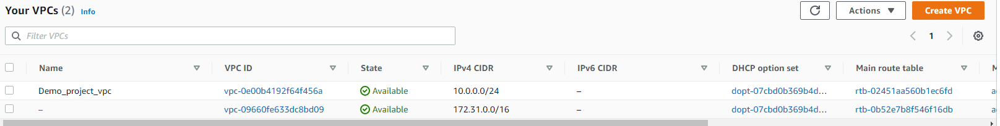 Your VPCs (2) Info Actions Create VPC
Filter VPCs 1
Name VPC ID State IPv4 CIDR IPv6 CIDR DHCP option set Main route table
Demo_project_vpc vpc-0e00b4192f64f456a Available 10.0.0.0/24 – dopt-07cbd0b369b4d... rtb-02451aa560b1ec6fd
– vpc-09660fe633dc8bd09 Available 172.31.0.0/16 – dopt-07cbd0b369b4d... rtb-0b52e7b8f546f16db